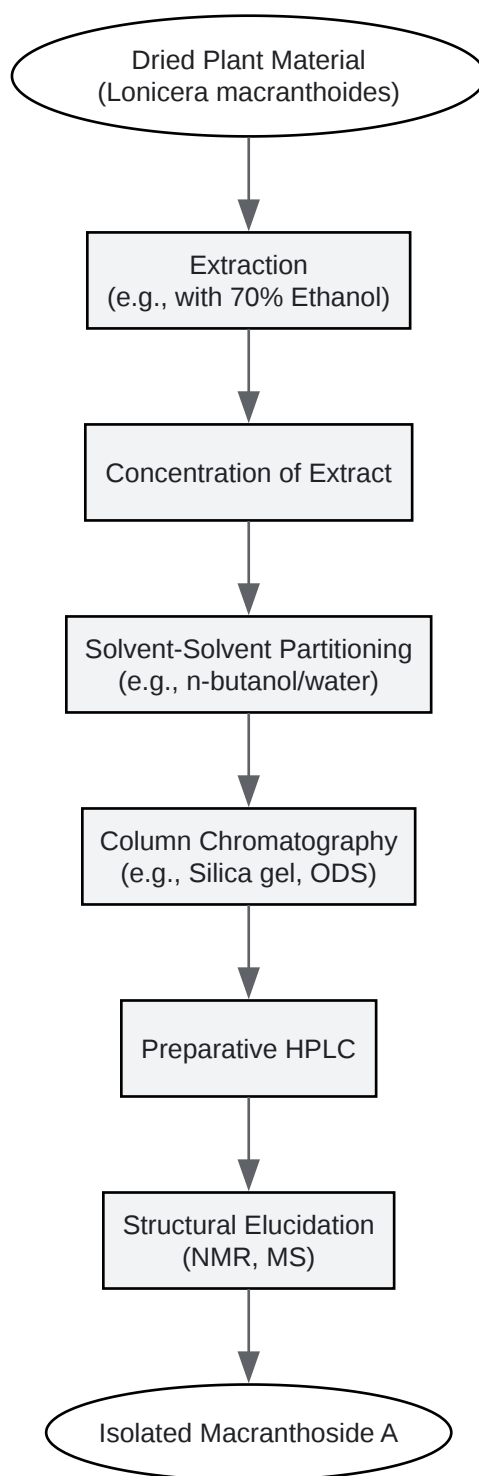 Dried Plant Material
(Lonicera macranthoides)
Extraction
(e.g., with 70% Ethanol)
Concentration of Extract
Solvent-Solvent Partitioning
(e.g., n-butanol/water)
Column Chromatography
(e.g., Silica gel, ODS)
Preparative HPLC
Structural Elucidation
(NMR, MS)
Isolated Macranthoside A